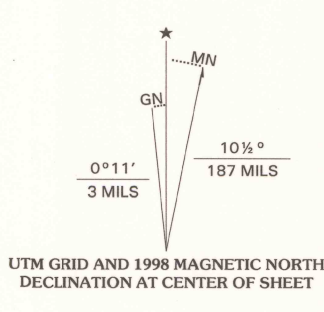 ★
MN
GN
0°11′
3 MILS
10½°
187 MILS
UTM GRID AND 1998 MAGNETIC NORTH
DECLINATION AT CENTER OF SHEET